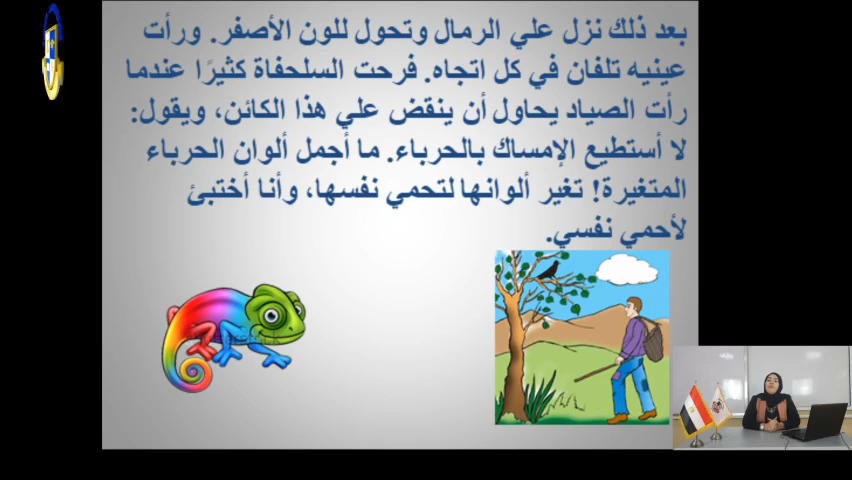 بعد ذلك نزل علي الرمال وتحول للون الأصفر. ورأت
عينيه تلفان في كل اتجاه. فرحت السلحفاة كثيرًا عندما
رأت الصياد يحاول أن ينقض علي هذا الكائن، ويقول:
لا أستطيع الإمساك بالحرباء. ما أجمل ألوان الحرباء
المتغيرة! تغير ألوانها لتحمي نفسها، وأنا أختبئ
لأحمي نفسي.